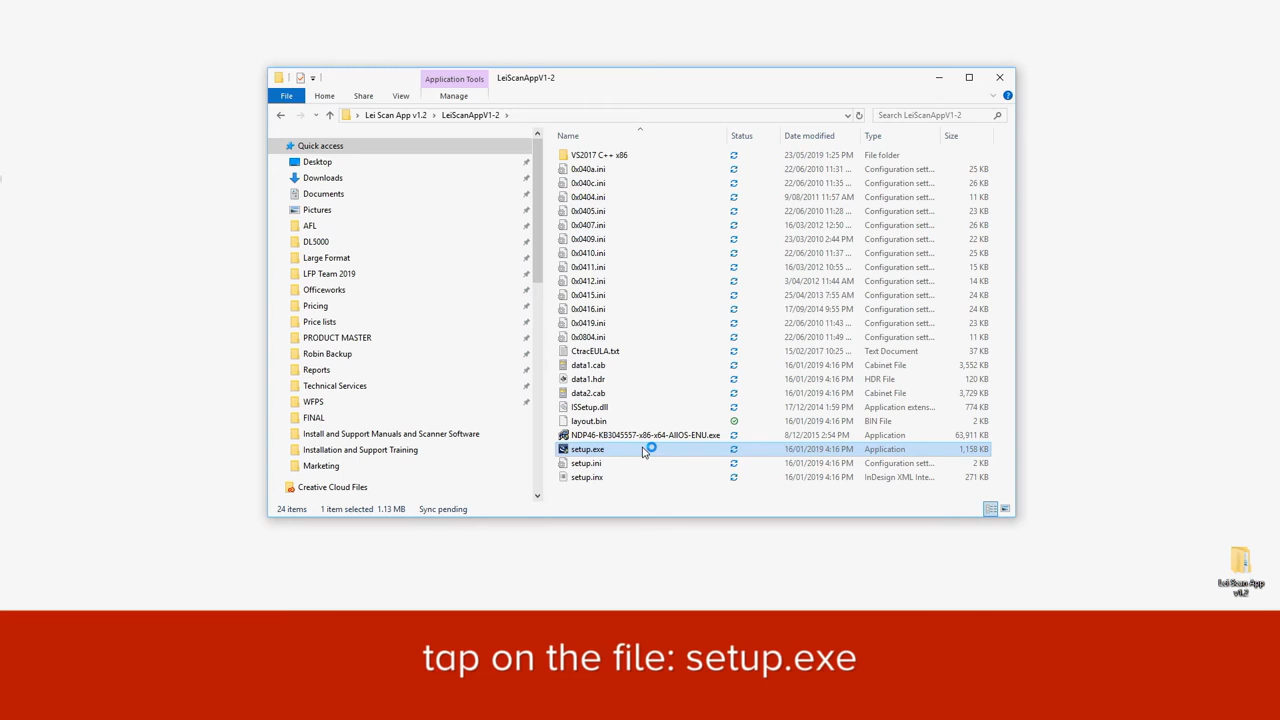 Application Tools
LeiScanAppV1-2
File
Home
Share
View
Manage
Lei Scan App v1.2 > LeiScanAppV1-2 >
Search LeiScanAppV1-2
Quick access
Desktop
Downloads
Documents
Pictures
AFL
DL5000
Large Format
LFP Team 2019
Officeworks
Pricing
Price lists
PRODUCT MASTER
Robin Backup
Reports
Technical Services
WFPS
FINAL
Install and Support Manuals and Scanner Software
Installation and Support Training
Marketing
Creative Cloud Files
Name Status Date modified Type Size
VS2017 C++ x86 23/05/2019 1:25 PM File folder
0x040a.ini 22/06/2010 11:31 ... Configuration sett... 25 KB
0x040c.ini 22/06/2010 11:35 ... Configuration sett... 26 KB
0x0404.ini 9/08/2011 11:57 AM Configuration sett... 11 KB
0x0405.ini 22/06/2010 11:28 ... Configuration sett... 23 KB
0x0407.ini 16/03/2012 12:50 ... Configuration sett... 26 KB
0x0409.ini 23/03/2010 2:44 PM Configuration sett... 22 KB
0x0410.ini 22/06/2010 11:37 ... Configuration sett... 25 KB
0x0411.ini 16/03/2012 10:55 ... Configuration sett... 15 KB
0x0412.ini 3/04/2012 11:44 AM Configuration sett... 14 KB
0x0415.ini 25/04/2013 7:55 AM Configuration sett... 24 KB
0x0416.ini 17/09/2014 9:55 PM Configuration sett... 24 KB
0x0419.ini 22/06/2010 11:43 ... Configuration sett... 23 KB
0x0804.ini 22/06/2010 11:49 ... Configuration sett... 11 KB
CtracEULA.txt 15/02/2017 10:25 ... Text Document 37 KB
data1.cab 16/01/2019 4:16 PM Cabinet File 3,552 KB
data1.hdr 16/01/2019 4:16 PM HDR File 120 KB
data2.cab 16/01/2019 4:16 PM Cabinet File 3,729 KB
ISSetup.dll 17/12/2014 1:59 PM Application extens... 774 KB
layout.bin 16/01/2019 4:16 PM BIN File 2 KB
NDP46-KB3045557-x86-x64-AllOS-ENU.exe 8/12/2015 2:54 PM Application 63,911 KB
setup.exe 16/01/2019 4:16 PM Application 1,158 KB
setup.ini 16/01/2019 4:16 PM Configuration sett... 2 KB
setup.inx 16/01/2019 4:16 PM InDesign XML Inte... 271 KB
24 items 1 item selected 1.13 MB Sync pending
Lei Scan App
v1.2
tap on the file: setup.exe